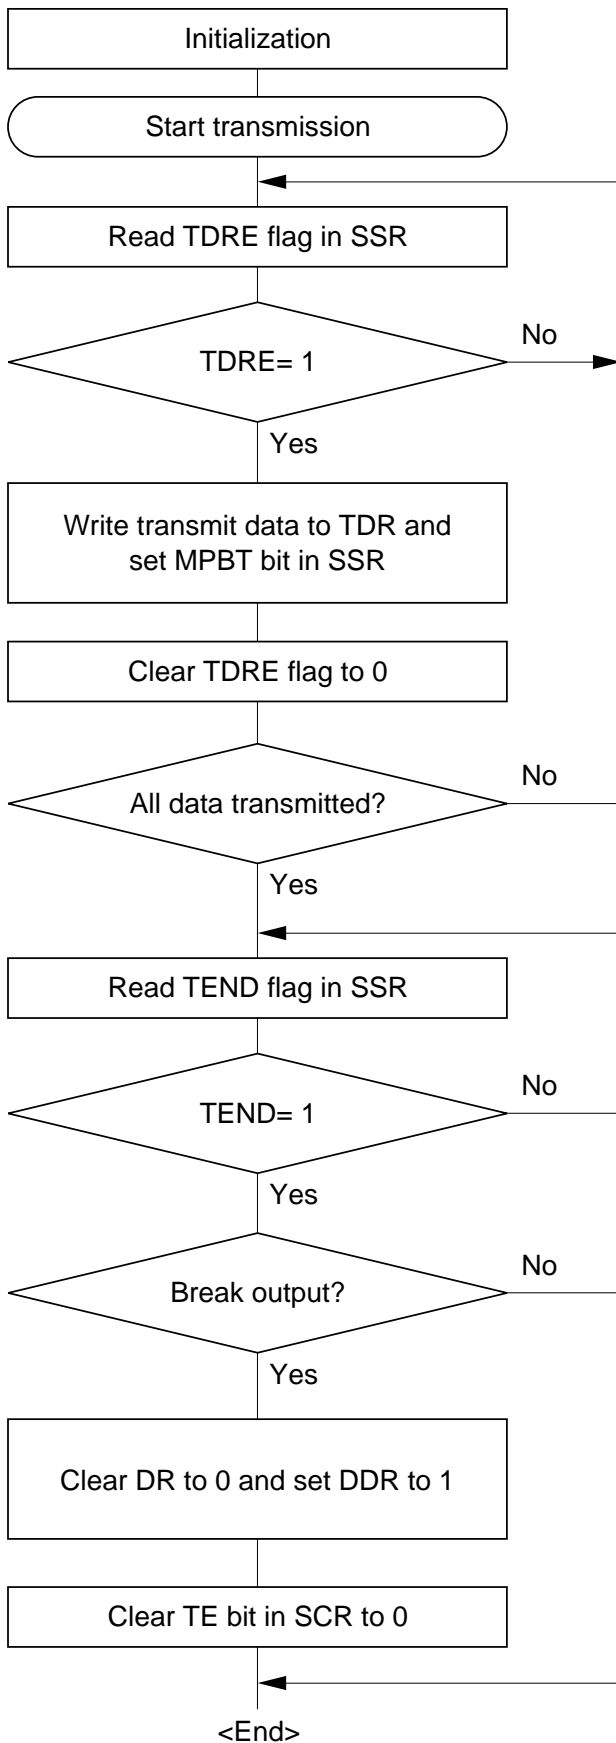 Initialization
Start transmission
Read TDRE flag in SSR
TDRE= 1
No
Yes
Write transmit data to TDR and
set MPBT bit in SSR
Clear TDRE flag to 0
All data transmitted?
No
Yes
Read TEND flag in SSR
TEND= 1
No
Yes
Break output?
No
Yes
Clear DR to 0 and set DDR to 1
Clear TE bit in SCR to 0
<End>